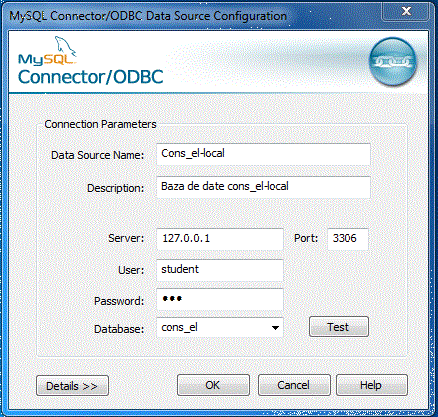 MySQL Connector/ODBC Data Source Configuration
MySQL
Connector/ODBC
Connection Parameters
Data Source Name: Cons_el-local
Description: Baza de date cons_el-local
Server: 127.0.0.1 Port: 3306
User: student
Password: •••
Database: cons_el Test
Details >> OK Cancel Help